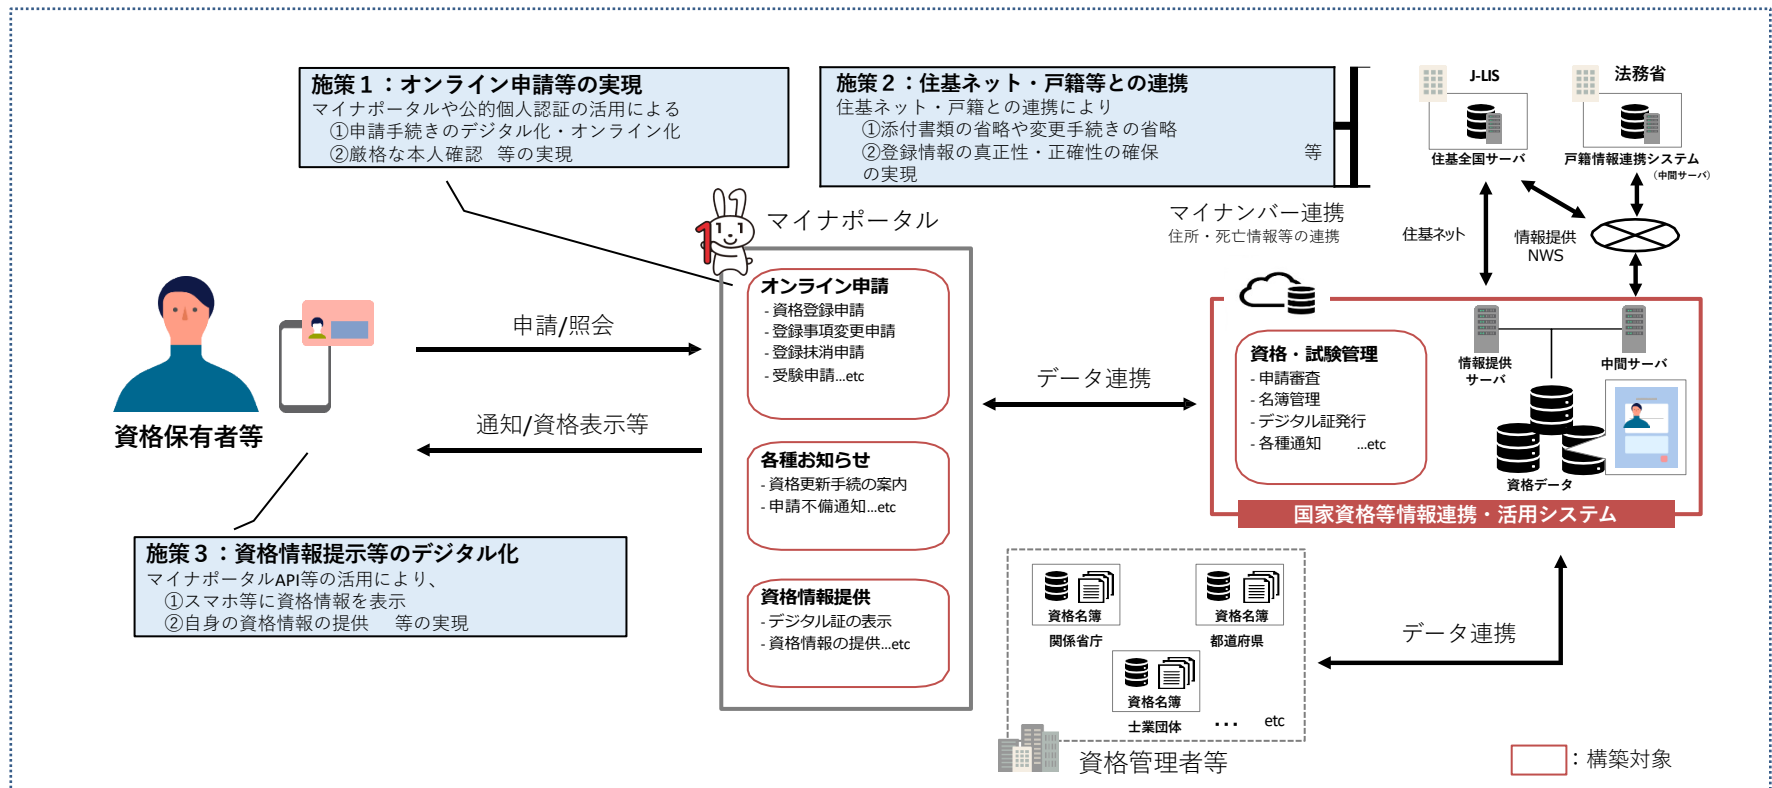 施策１：オンライン申請等の実現
マイナポータルや公的個人認証の活用による
①申請手続きのデジタル化・オンライン化
②厳格な本人確認 等の実現
施策２：住基ネット・戸籍等との連携
住基ネット・戸籍との連携により
①添付書類の省略や変更手続きの省略
②登録情報の真正性・正確性の確保 等
の実現
J-LIS
法務省
住基全国サーバ
戸籍情報連携システム
（中間サーバ）
マイナンバー連携
住所・死亡情報等の連携
住基ネット
情報提供
NWS
マイナポータル
1
オンライン申請
- 資格登録申請
- 登録事項変更申請
- 登録抹消申請
- 受験申請...etc
各種お知らせ
- 資格更新手続の案内
- 申請不備通知...etc
資格情報提供
- デジタル証の表示
- 資格情報の提供...etc
申請/照会
通知/資格表示等
資格保有者等
データ連携
資格・試験管理
- 申請審査
- 名簿管理
- デジタル証発行
- 各種通知 ...etc
情報提供
サーバ
中間サーバ
資格データ
国家資格等情報連携・活用システム
施策３：資格情報提示等のデジタル化
マイナポータルAPI等の活用により、
①スマホ等に資格情報を表示
②自身の資格情報の提供 等の実現
資格名簿
関係省庁
資格名簿
都道府県
資格名簿
士業団体
... etc
資格管理者等
データ連携
：構築対象